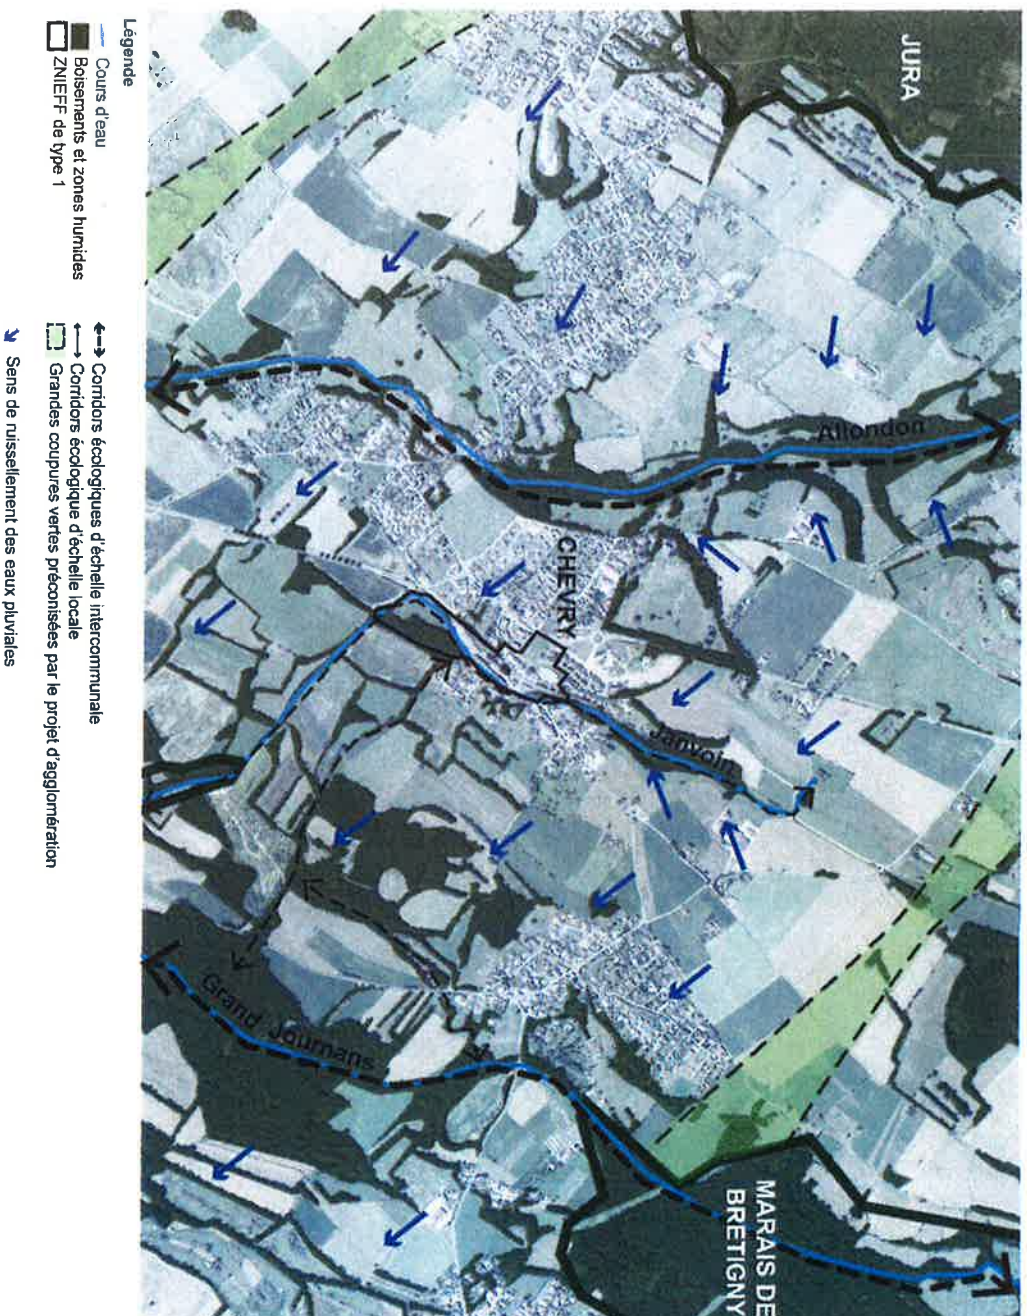 JURA
Allondon
CHEVRY
Janvoin
Grand Journans
MARAIS DE
BRETIGNY
Légende
Cours d'eau
Boisements et zones humides
ZNIEFF de type 1
Corridors écologiques d'échelle intercommunale
Corridors écologique d'échelle locale
Grandes coupures vertes préconisées par le projet d'agglomération
Sens de ruissellement des eaux pluviales